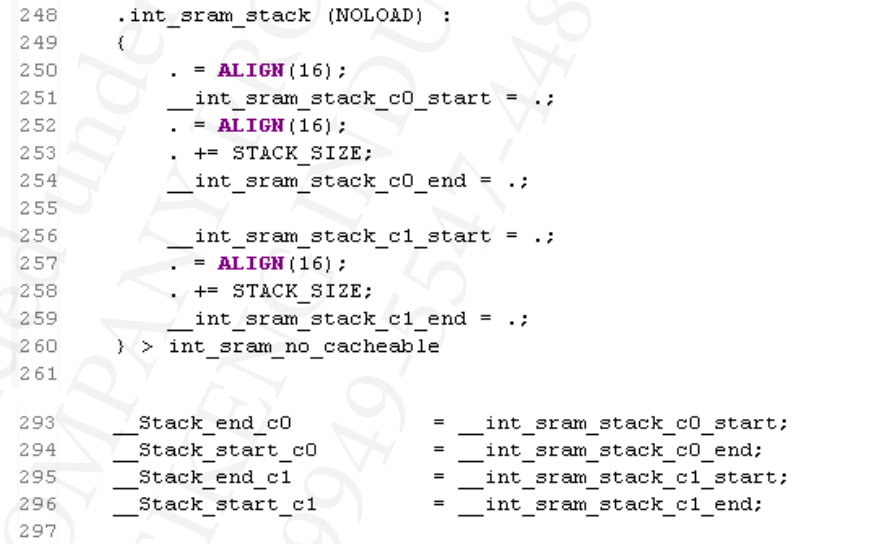 248 .int_sram_stack (NOLOAD) :
249 {
250 . = ALIGN(16);
251 __int_sram_stack_c0_start = .;
252 . = ALIGN(16);
253 . += STACK_SIZE;
254 __int_sram_stack_c0_end = .;
255
256 __int_sram_stack_c1_start = .;
257 . = ALIGN(16);
258 . += STACK_SIZE;
259 __int_sram_stack_c1_end = .;
260 } > int_sram_no_cacheable
261
293 __Stack_end_c0 = __int_sram_stack_c0_start;
294 __Stack_start_c0 = __int_sram_stack_c0_end;
295 __Stack_end_c1 = __int_sram_stack_c1_start;
296 __Stack_start_c1 = __int_sram_stack_c1_end;
297